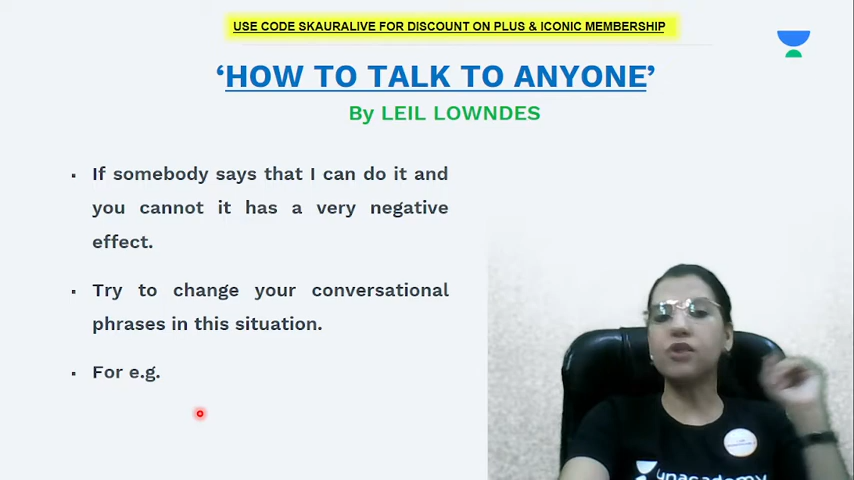 USE CODE SKAURALIVE FOR DISCOUNT ON PLUS & ICONIC MEMBERSHIP
‘HOW TO TALK TO ANYONE’
By LEIL LOWNDES
▪ If somebody says that I can do it and
you cannot it has a very negative
effect.
▪ Try to change your conversational
phrases in this situation.
▪ For e.g.
unacademy